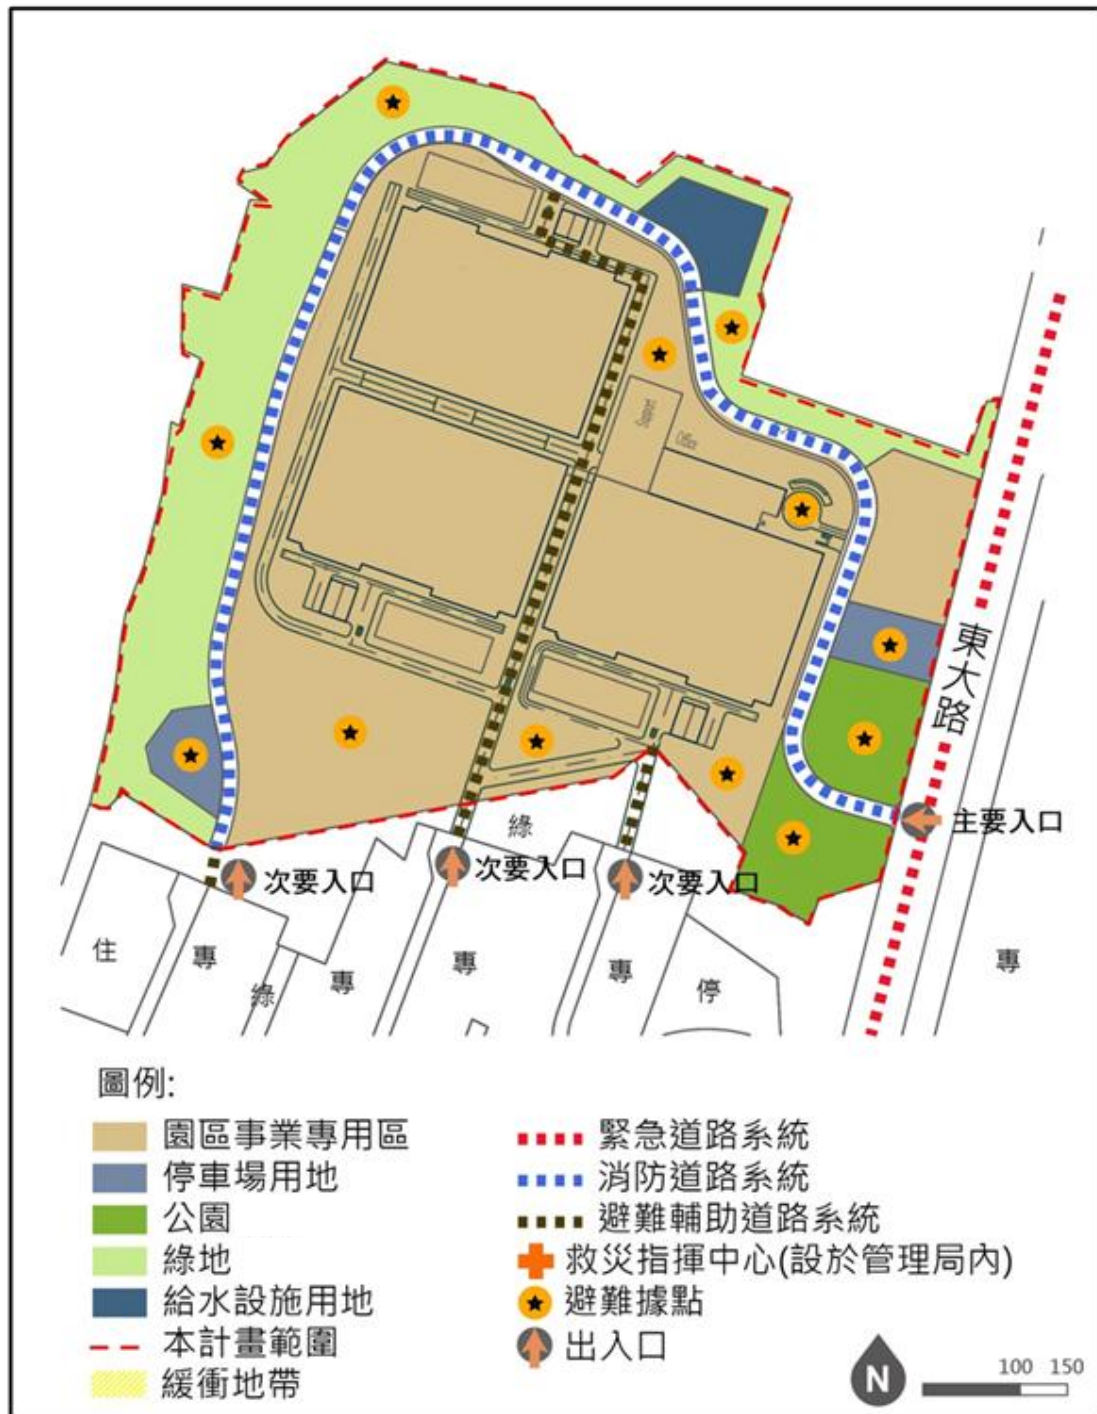 Support
Office
東大路
主要入口
綠
次要入口
次要入口
次要入口
住
專
綠
專
專
專
停
專
圖例:
園區事業專用區
停車場用地
公園
綠地
給水設施用地
本計畫範圍
緩衝地帶
緊急道路系統
消防道路系統
避難輔助道路系統
救災指揮中心(設於管理局內)
避難據點
出入口
N
100 150